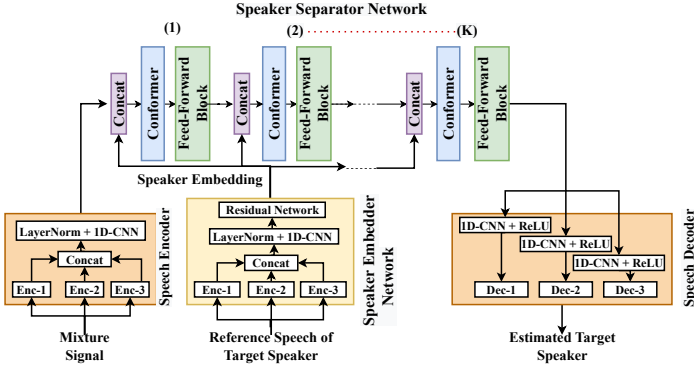 Speaker Separator Network
(1)
(2)
(K)
Concat
Conformer
Feed-Forward
Block
Concat
Conformer
Feed-Forward
Block
Concat
Conformer
Feed-Forward
Block
Speaker Embedding
LayerNorm + 1D-CNN
Concat
Enc-1
Enc-2
Enc-3
Speech Encoder
Mixture
Signal
Residual Network
LayerNorm + 1D-CNN
Concat
Enc-1
Enc-2
Enc-3
Speaker Embedder
Network
Reference Speech of
Target Speaker
1D-CNN + ReLU
1D-CNN + ReLU
1D-CNN + ReLU
Dec-1
Dec-2
Dec-3
Speech Decoder
Estimated Target
Speaker